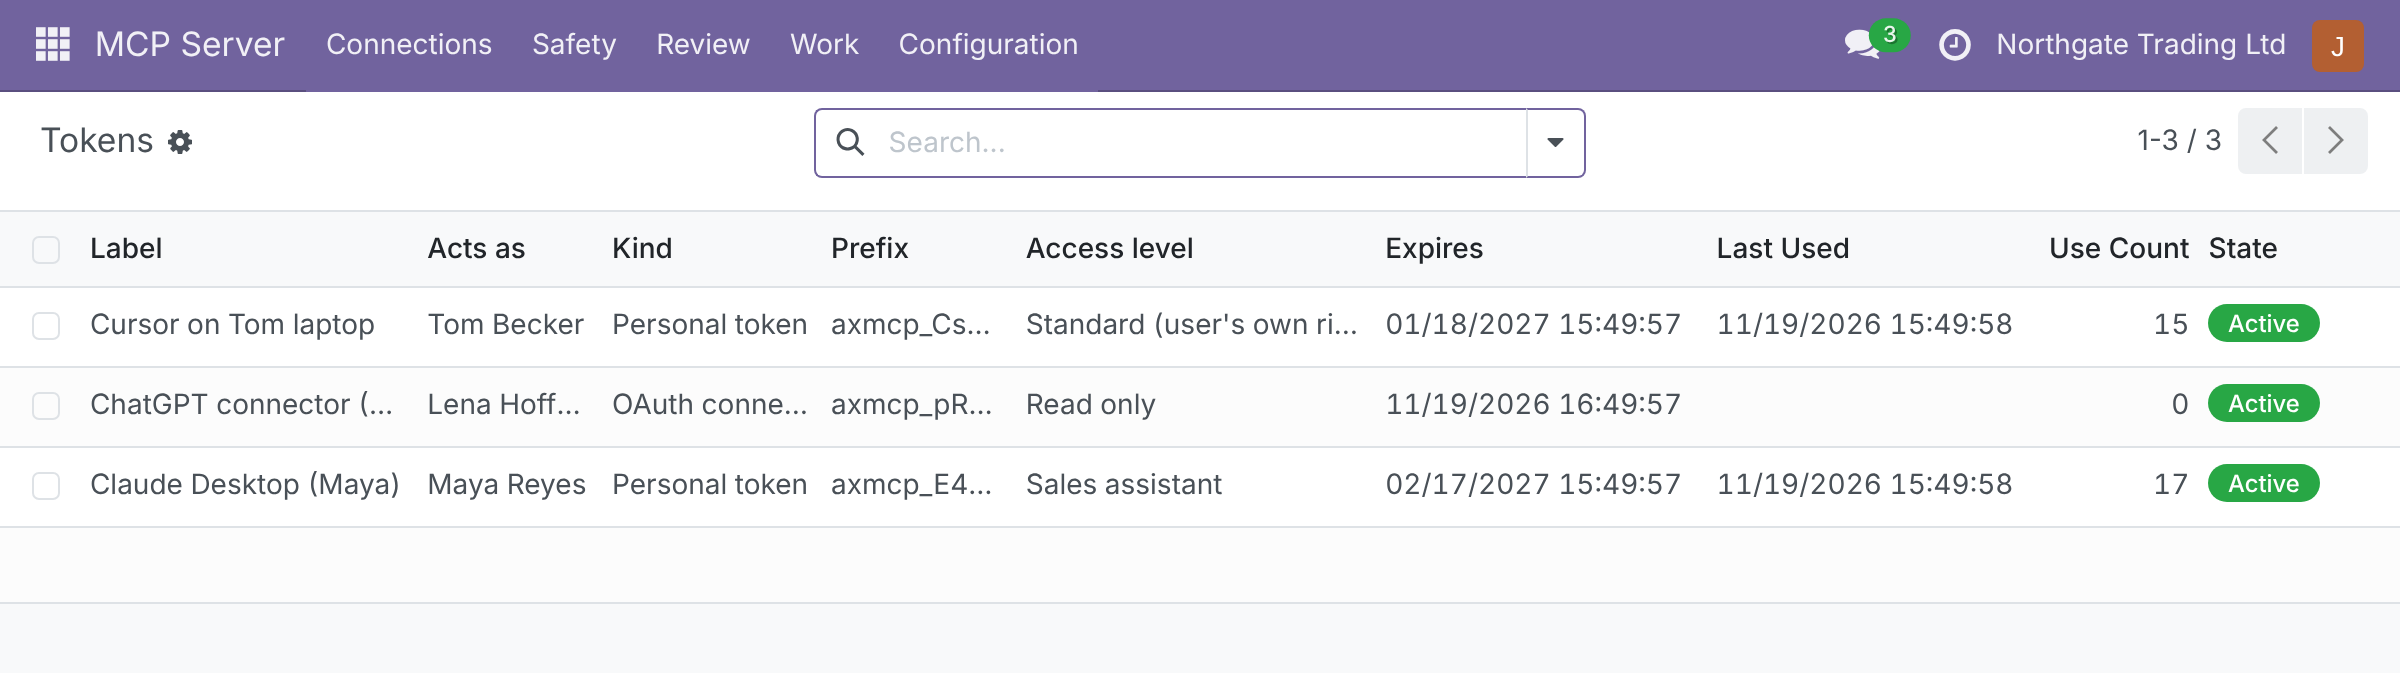 MCP Server Connections Safety Review Work Configuration 3 Northgate Trading Ltd J
Tokens Search... 1-3 / 3
Label Acts as Kind Prefix Access level Expires Last Used Use Count State
Cursor on Tom laptop Tom Becker Personal token axmcp_Cs... Standard (user's own ri... 01/18/2027 15:49:57 11/19/2026 15:49:58 15 Active
ChatGPT connector (... Lena Hoff... OAuth conne... axmcp_pR... Read only 11/19/2026 16:49:57 0 Active
Claude Desktop (Maya) Maya Reyes Personal token axmcp_E4... Sales assistant 02/17/2027 15:49:57 11/19/2026 15:49:58 17 Active